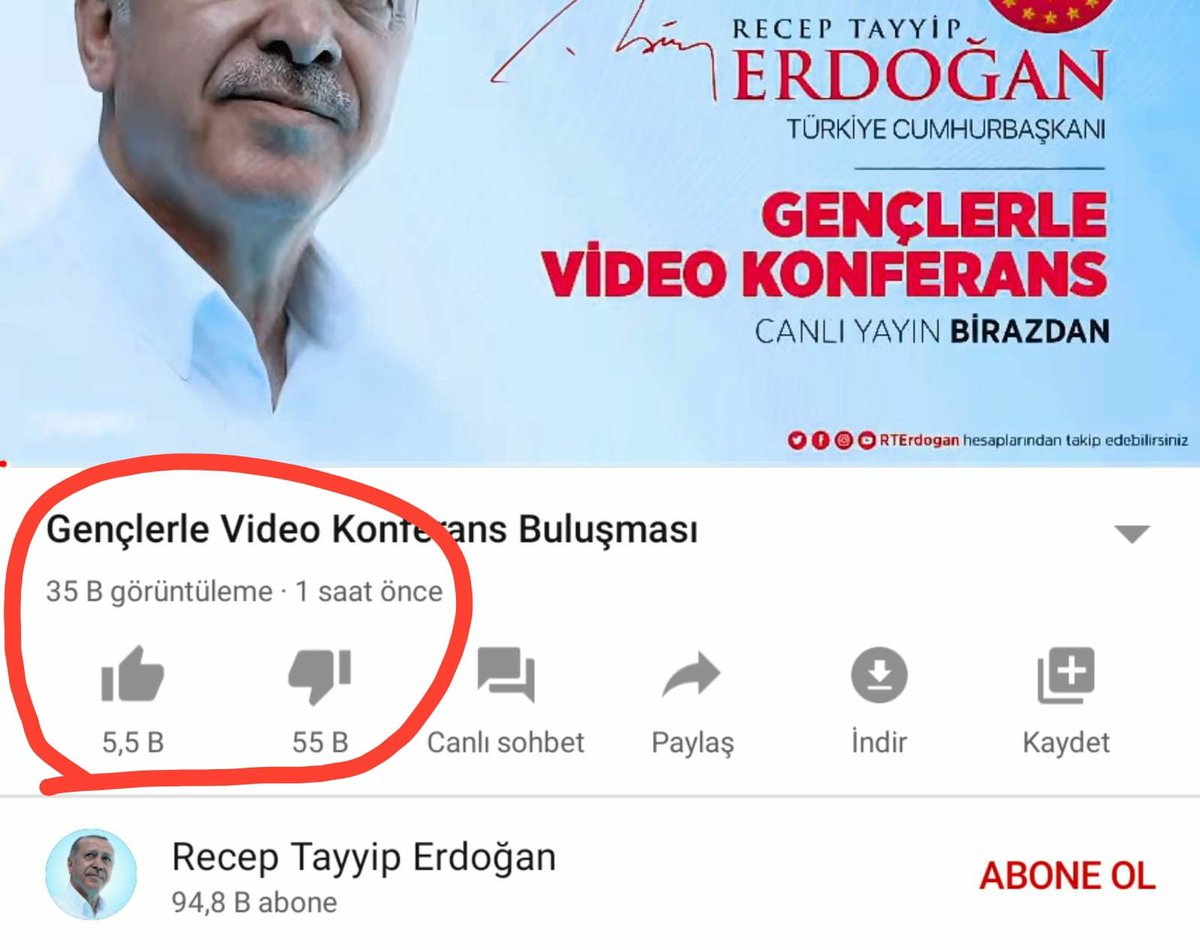 RECEP TAYYİP
ERDOĞAN
TÜRKİYE CUMHURBAŞKANI
GENÇLERLE
VİDEO KONFERANS
CANLI YAYIN BİRAZDAN
RTErdogan hesaplarından takip edebilirsiniz
Gençlerle Video Konferans Buluşması
35 B görüntüleme · 1 saat önce
5,5 B 55 B Canlı sohbet Paylaş İndir Kaydet
Recep Tayyip Erdoğan
94,8 B abone
ABONE OL